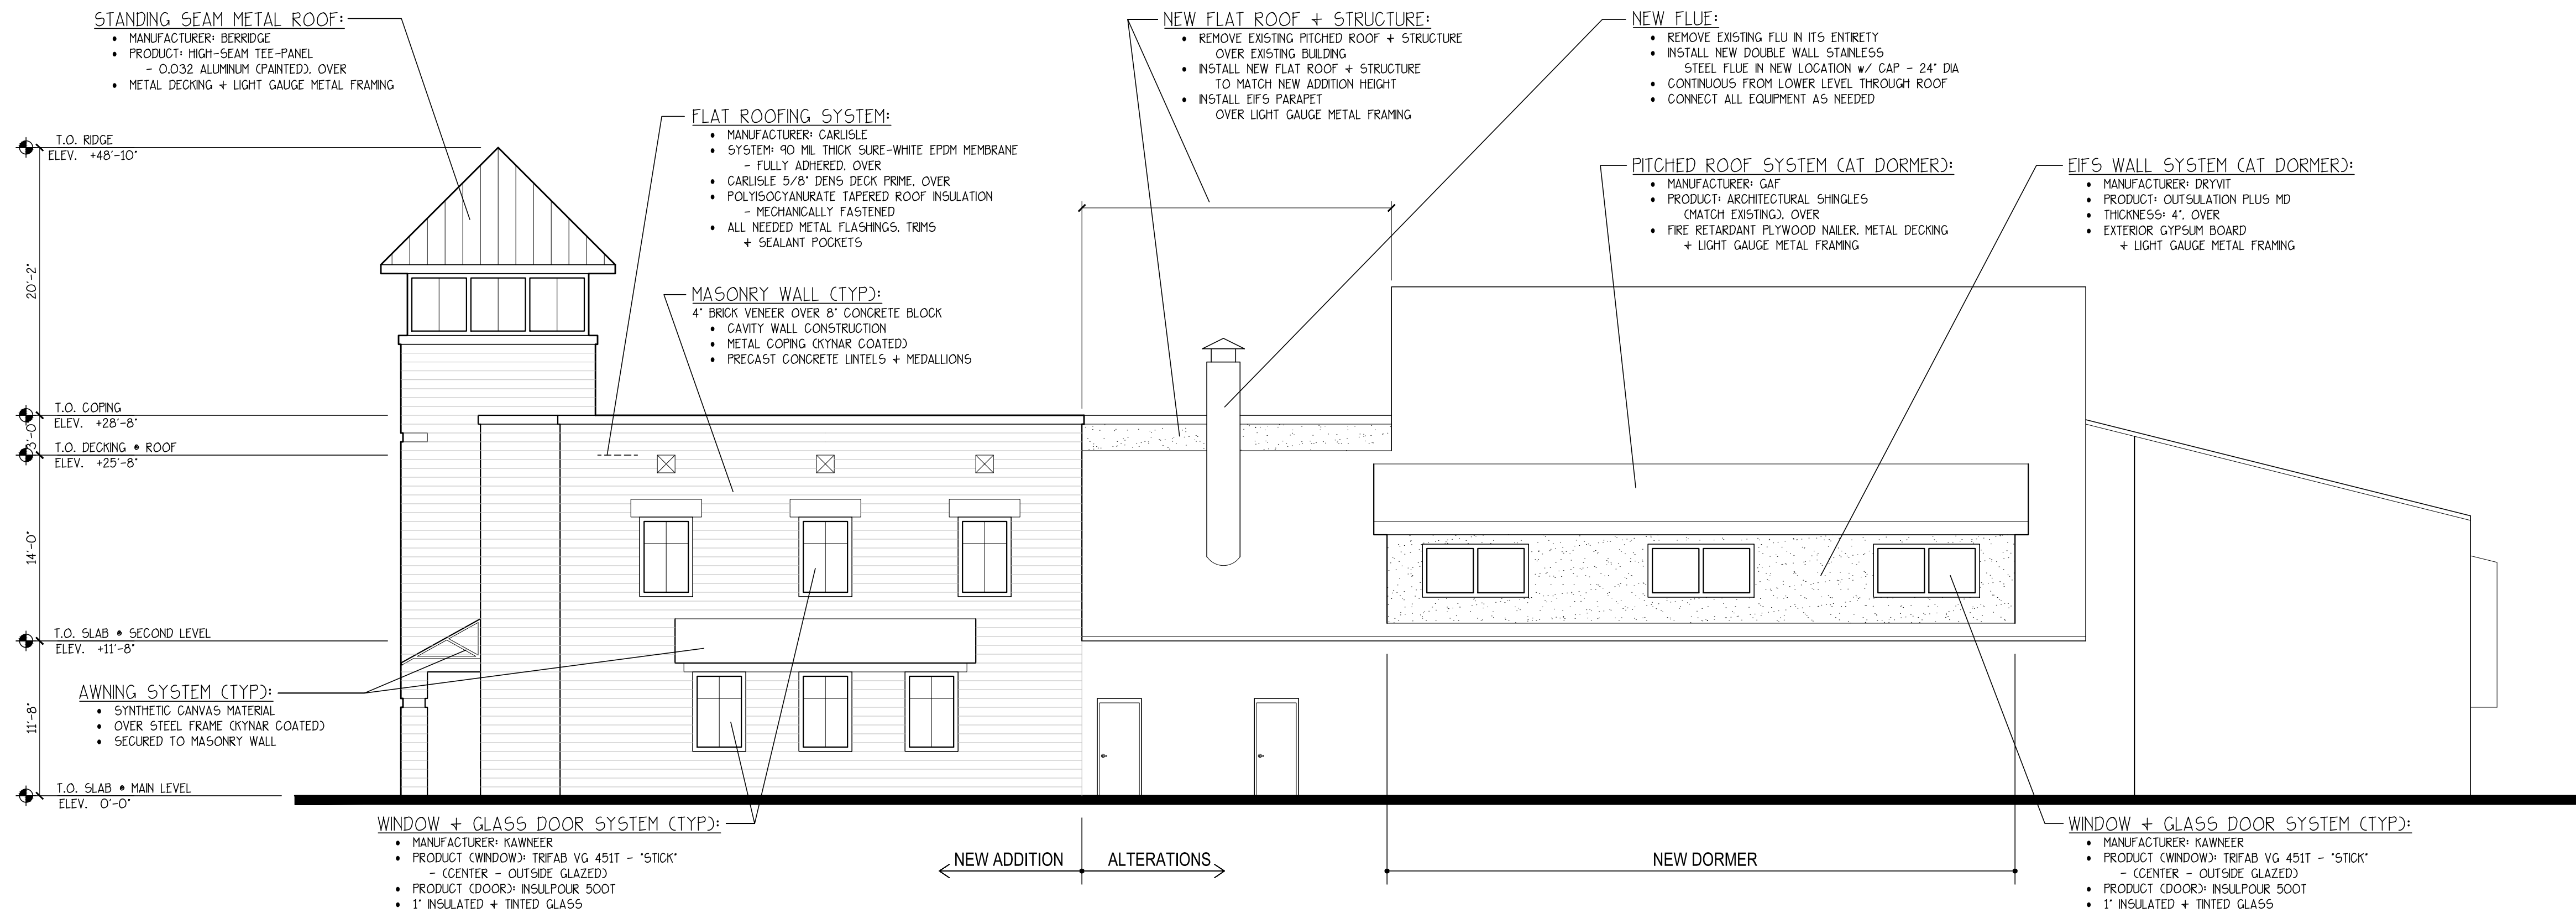 STANDING SEAM METAL ROOF:
• MANUFACTURER: BERRIDGE
• PRODUCT: HIGH-SEAM TEE-PANEL
- 0.032 ALUMINUM (PAINTED), OVER
• METAL DECKING + LIGHT GAUGE METAL FRAMING
NEW FLAT ROOF + STRUCTURE:
• REMOVE EXISTING PITCHED ROOF + STRUCTURE
OVER EXISTING BUILDING
• INSTALL NEW FLAT ROOF + STRUCTURE
TO MATCH NEW ADDITION HEIGHT
• INSTALL EIFS PARAPET
OVER LIGHT GAUGE METAL FRAMING
NEW FLUE:
• REMOVE EXISTING FLU IN ITS ENTIRETY
• INSTALL NEW DOUBLE WALL STAINLESS
STEEL FLUE IN NEW LOCATION w/ CAP - 24" DIA
• CONTINUOUS FROM LOWER LEVEL THROUGH ROOF
• CONNECT ALL EQUIPMENT AS NEEDED
FLAT ROOFING SYSTEM:
• MANUFACTURER: CARLISLE
• SYSTEM: 90 MIL THICK SURE-WHITE EPDM MEMBRANE
- FULLY ADHERED, OVER
• CARLISLE 5/8" DENS DECK PRIME, OVER
• POLYISOCYANURATE TAPERED ROOF INSULATION
- MECHANICALLY FASTENED
• ALL NEEDED METAL FLASHINGS, TRIMS
+ SEALANT POCKETS
PITCHED ROOF SYSTEM (AT DORMER):
• MANUFACTURER: GAF
• PRODUCT: ARCHITECTURAL SHINGLES
(MATCH EXISTING), OVER
• FIRE RETARDANT PLYWOOD NAILER, METAL DECKING
+ LIGHT GAUGE METAL FRAMING
EIFS WALL SYSTEM (AT DORMER):
• MANUFACTURER: DRYVIT
• PRODUCT: OUTSULATION PLUS MD
• THICKNESS: 4", OVER
• EXTERIOR GYPSUM BOARD
+ LIGHT GAUGE METAL FRAMING
MASONRY WALL (TYP):
4" BRICK VENEER OVER 8" CONCRETE BLOCK
• CAVITY WALL CONSTRUCTION
• METAL COPING (KYNAR COATED)
• PRECAST CONCRETE LINTELS + MEDALLIONS
T.O. RIDGE
ELEV. +48'-10"
20'-2"
T.O. COPING
ELEV. +28'-8"
3'-0"
T.O. DECKING @ ROOF
ELEV. +25'-8"
14'-0"
T.O. SLAB @ SECOND LEVEL
ELEV. +11'-8"
11'-8"
T.O. SLAB @ MAIN LEVEL
ELEV. 0'-0"
AWNING SYSTEM (TYP):
• SYNTHETIC CANVAS MATERIAL
• OVER STEEL FRAME (KYNAR COATED)
• SECURED TO MASONRY WALL
WINDOW + GLASS DOOR SYSTEM (TYP):
• MANUFACTURER: KAWNEER
• PRODUCT (WINDOW): TRIFAB VG 451T - "STICK"
- (CENTER - OUTSIDE GLAZED)
• PRODUCT (DOOR): INSULPOUR 500T
• 1" INSULATED + TINTED GLASS
NEW ADDITION
ALTERATIONS
NEW DORMER
WINDOW + GLASS DOOR SYSTEM (TYP):
• MANUFACTURER: KAWNEER
• PRODUCT (WINDOW): TRIFAB VG 451T - "STICK"
- (CENTER - OUTSIDE GLAZED)
• PRODUCT (DOOR): INSULPOUR 500T
• 1" INSULATED + TINTED GLASS